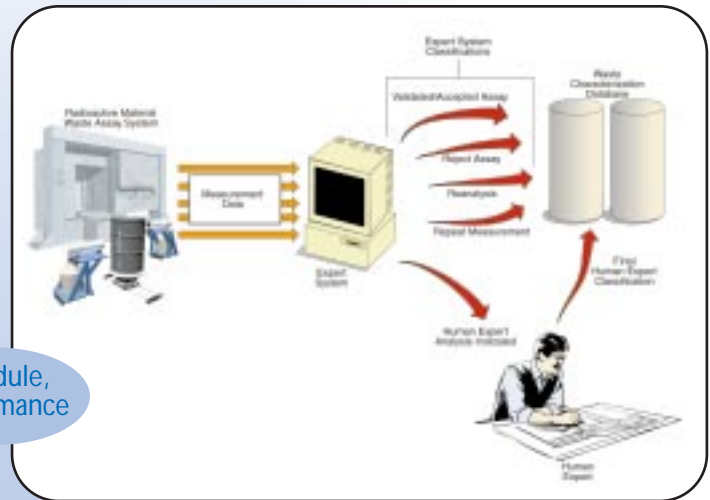 Expert System
Classifications
Waste
Characterization
Database
Radioactive Material
Waste Assay System
Validated/Accepted Assay
Reject Assay
Measurement
Data
Reanalysis
Repeat Measurement
Expert
System
Final
Human Expert
Classification
Human Expert
Analysis Indicated
dule,
mance
Human
Expert